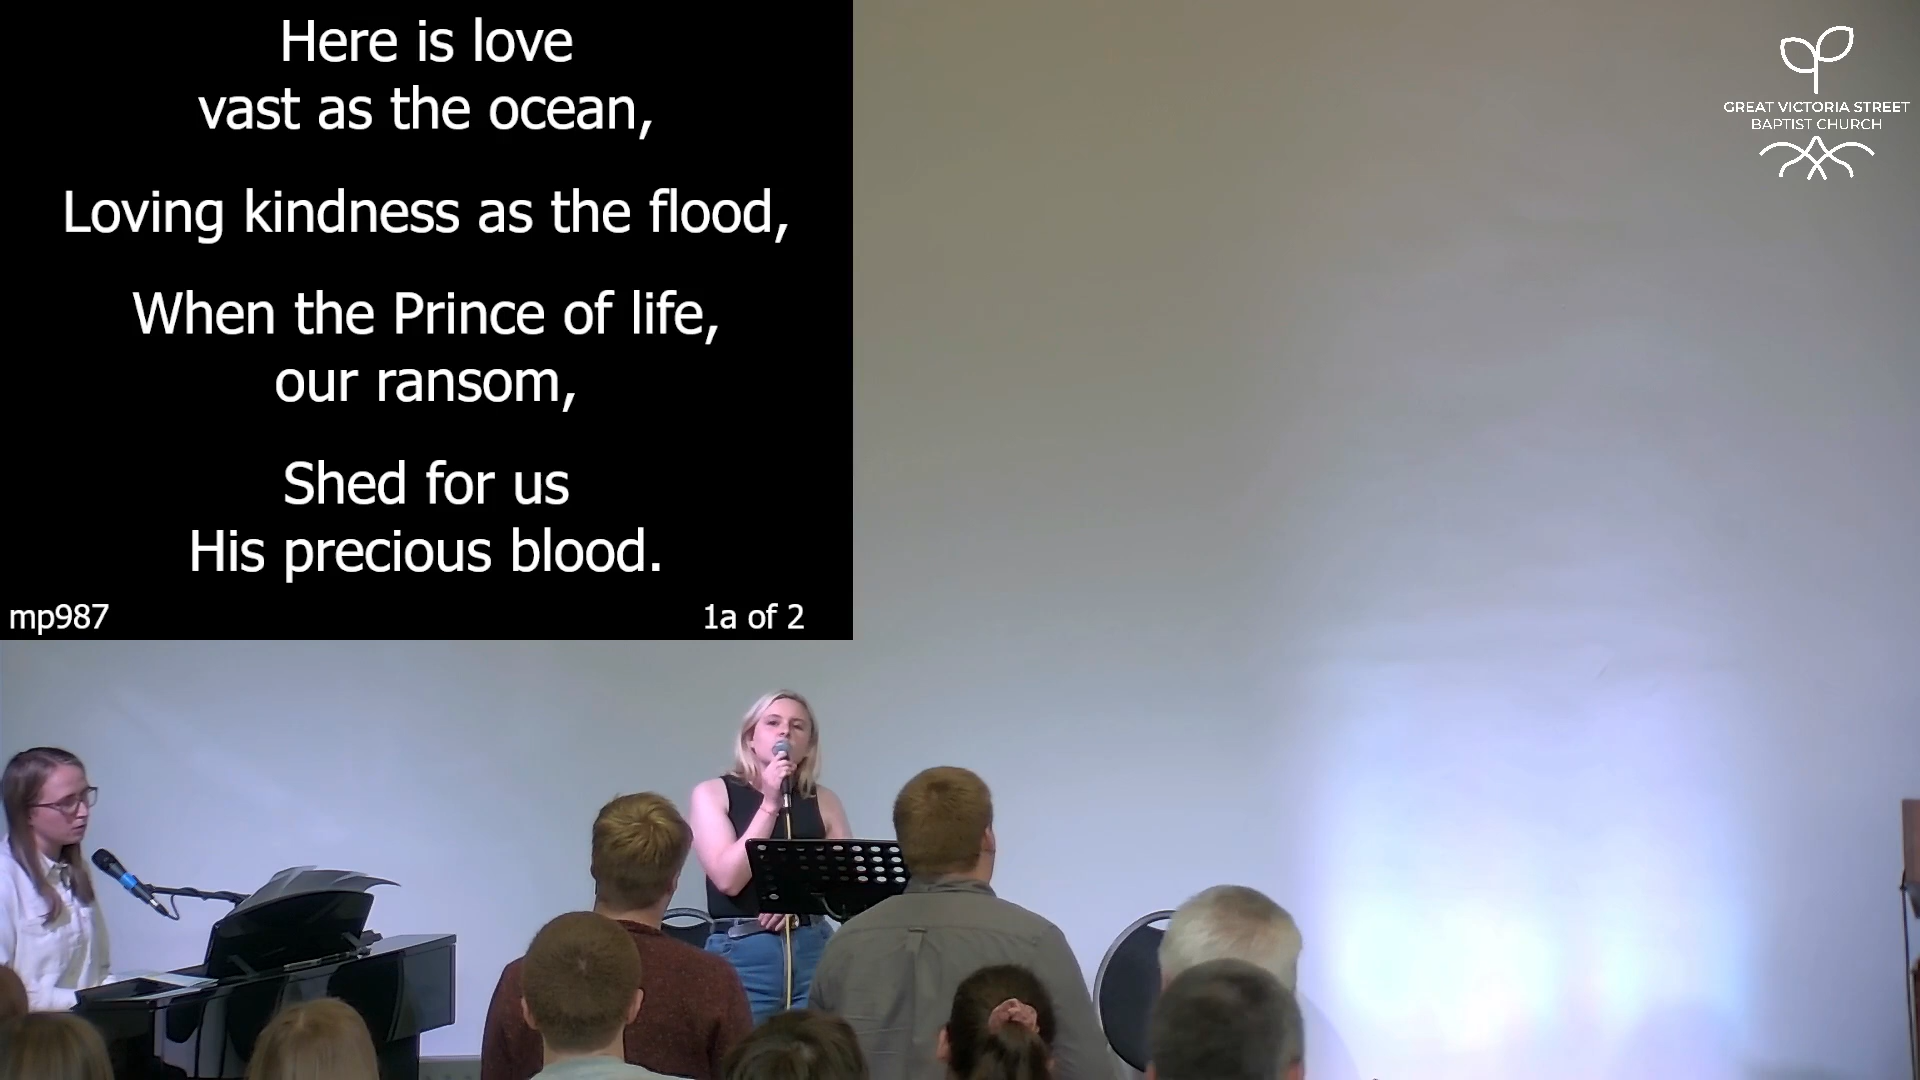 Here is love
vast as the ocean,
Loving kindness as the flood,
When the Prince of life,
our ransom,
Shed for us
His precious blood.
mp987
1a of 2
GREAT VICTORIA STREET
BAPTIST CHURCH